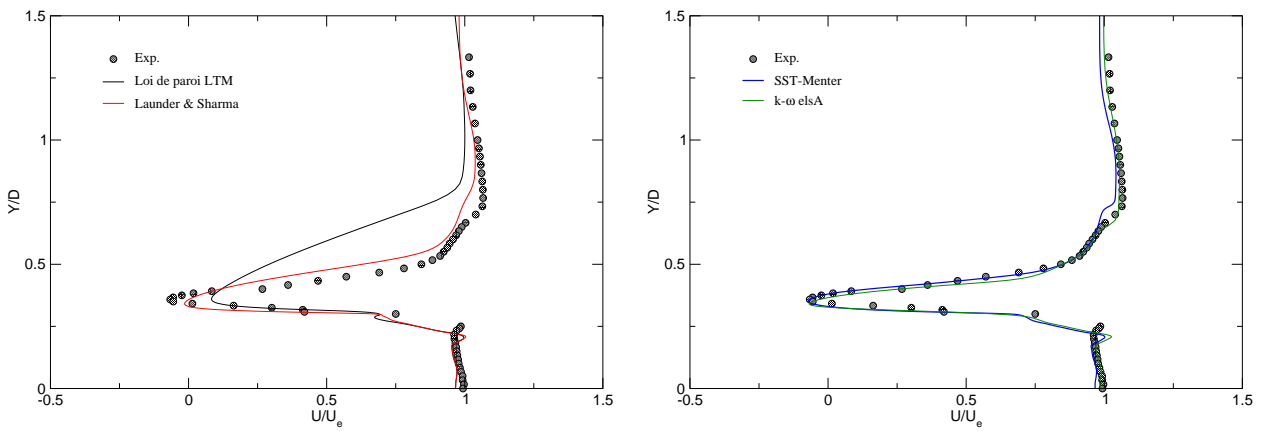 1.5
Exp.
Loi de paroi LTM
Launder & Sharma
1
Y/D
0.5
0
-0.5 0 0.5 1 1.5
U/Ue
1.5
Exp.
SST-Menter
k-ω elsA
1
Y/D
0.5
0
-0.5 0 0.5 1 1.5
U/Ue